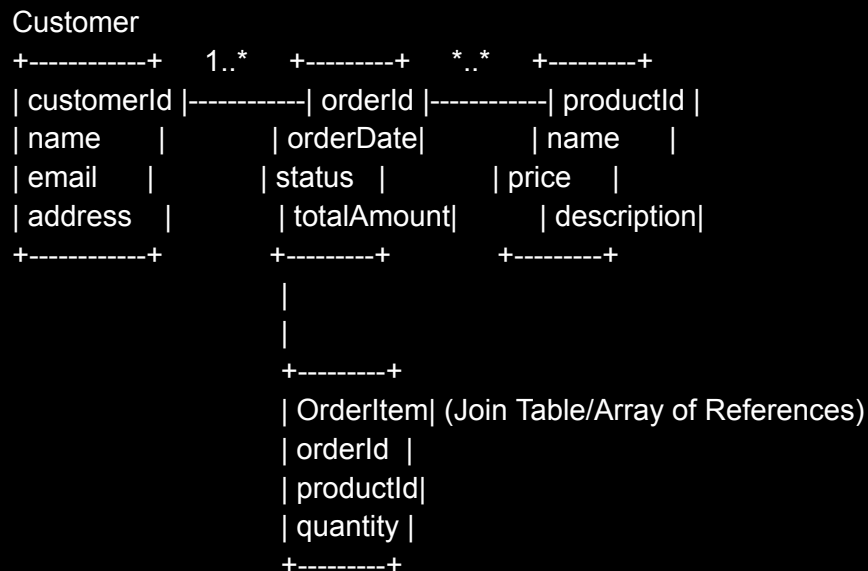 Customer
+------------+ 1..* +---------+ *..* +---------+
| customerId |------------| orderId |------------| productId |
| name | | orderDate| | name |
| email | | status | | price |
| address | | totalAmount| | description|
+------------+ +---------+ +---------+
|
|
+---------+
| OrderItem| (Join Table/Array of References)
| orderId |
| productId|
| quantity |
+---------+